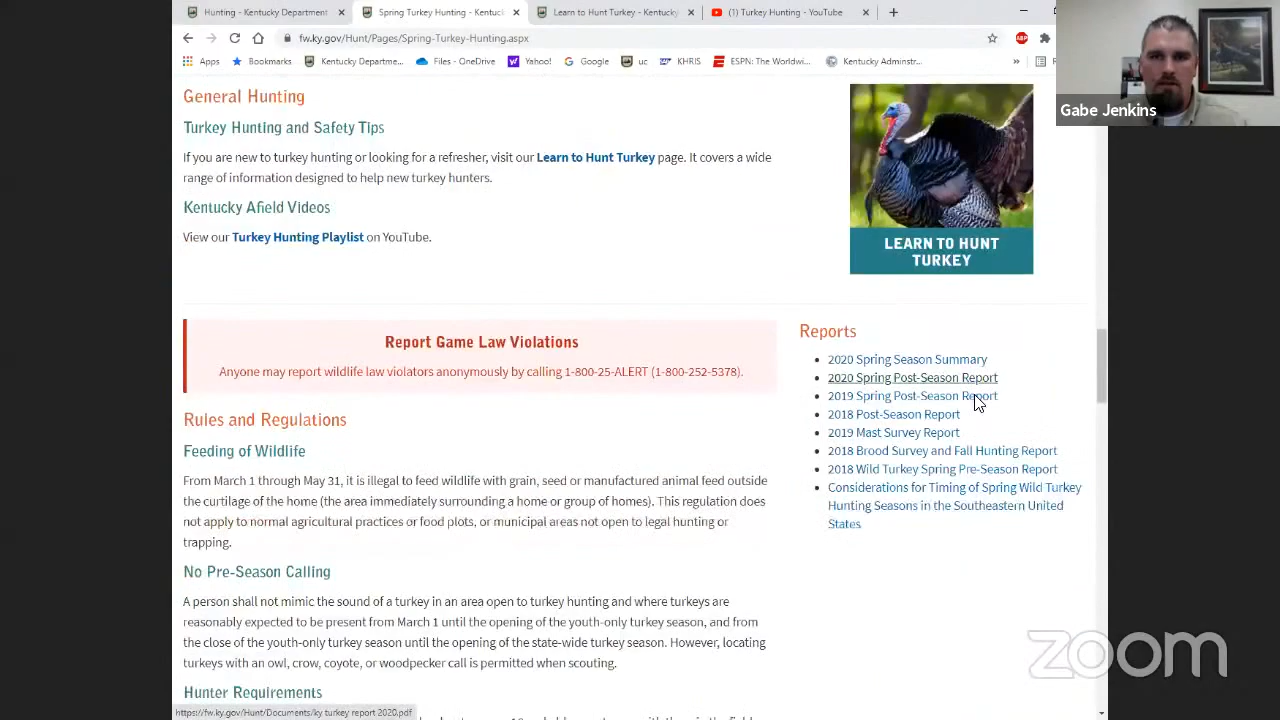 Hunting - Kentucky Department
Spring Turkey Hunting - Kentuck
Learn to Hunt Turkey - Kentucky
(1) Turkey Hunting - YouTube
fw.ky.gov/Hunt/Pages/Spring-Turkey-Hunting.aspx
ABP
Apps
Bookmarks
Kentucky Departme...
Files - OneDrive
Yahoo!
Google
uc
KHRIS
ESPN: The Worldwi...
Kentucky Adminstr...
»
Gabe Jenkins
General Hunting
Turkey Hunting and Safety Tips
If you are new to turkey hunting or looking for a refresher, visit our Learn to Hunt Turkey page. It covers a wide
range of information designed to help new turkey hunters.
Kentucky Afield Videos
View our Turkey Hunting Playlist on YouTube.
LEARN TO HUNT
TURKEY
Report Game Law Violations
Anyone may report wildlife law violators anonymously by calling 1-800-25-ALERT (1-800-252-5378).
Reports
2020 Spring Season Summary
2020 Spring Post-Season Report
2019 Spring Post-Season Report
2018 Post-Season Report
2019 Mast Survey Report
2018 Brood Survey and Fall Hunting Report
2018 Wild Turkey Spring Pre-Season Report
Considerations for Timing of Spring Wild Turkey
Hunting Seasons in the Southeastern United
States
Rules and Regulations
Feeding of Wildlife
From March 1 through May 31, it is illegal to feed wildlife with grain, seed or manufactured animal feed outside
the curtilage of the home (the area immediately surrounding a home or group of homes). This regulation does
not apply to normal agricultural practices or food plots, or municipal areas not open to legal hunting or
trapping.
No Pre-Season Calling
A person shall not mimic the sound of a turkey in an area open to turkey hunting and where turkeys are
reasonably expected to be present from March 1 until the opening of the youth-only turkey season, and from
the close of the youth-only turkey season until the opening of the state-wide turkey season. However, locating
turkeys with an owl, crow, coyote, or woodpecker call is permitted when scouting.
Hunter Requirements
https://fw.ky.gov/Hunt/Documents/ky turkey report 2020.pdf
zoom